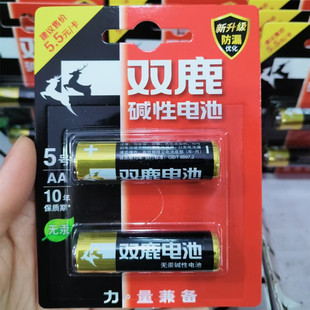 建议售价
5.5元/卡
新升级
防漏
优化
双鹿
碱性电池
5号
AA
10年
保质期*
无汞
+
双鹿电池
双鹿电池
无汞碱性电池
力·量兼备